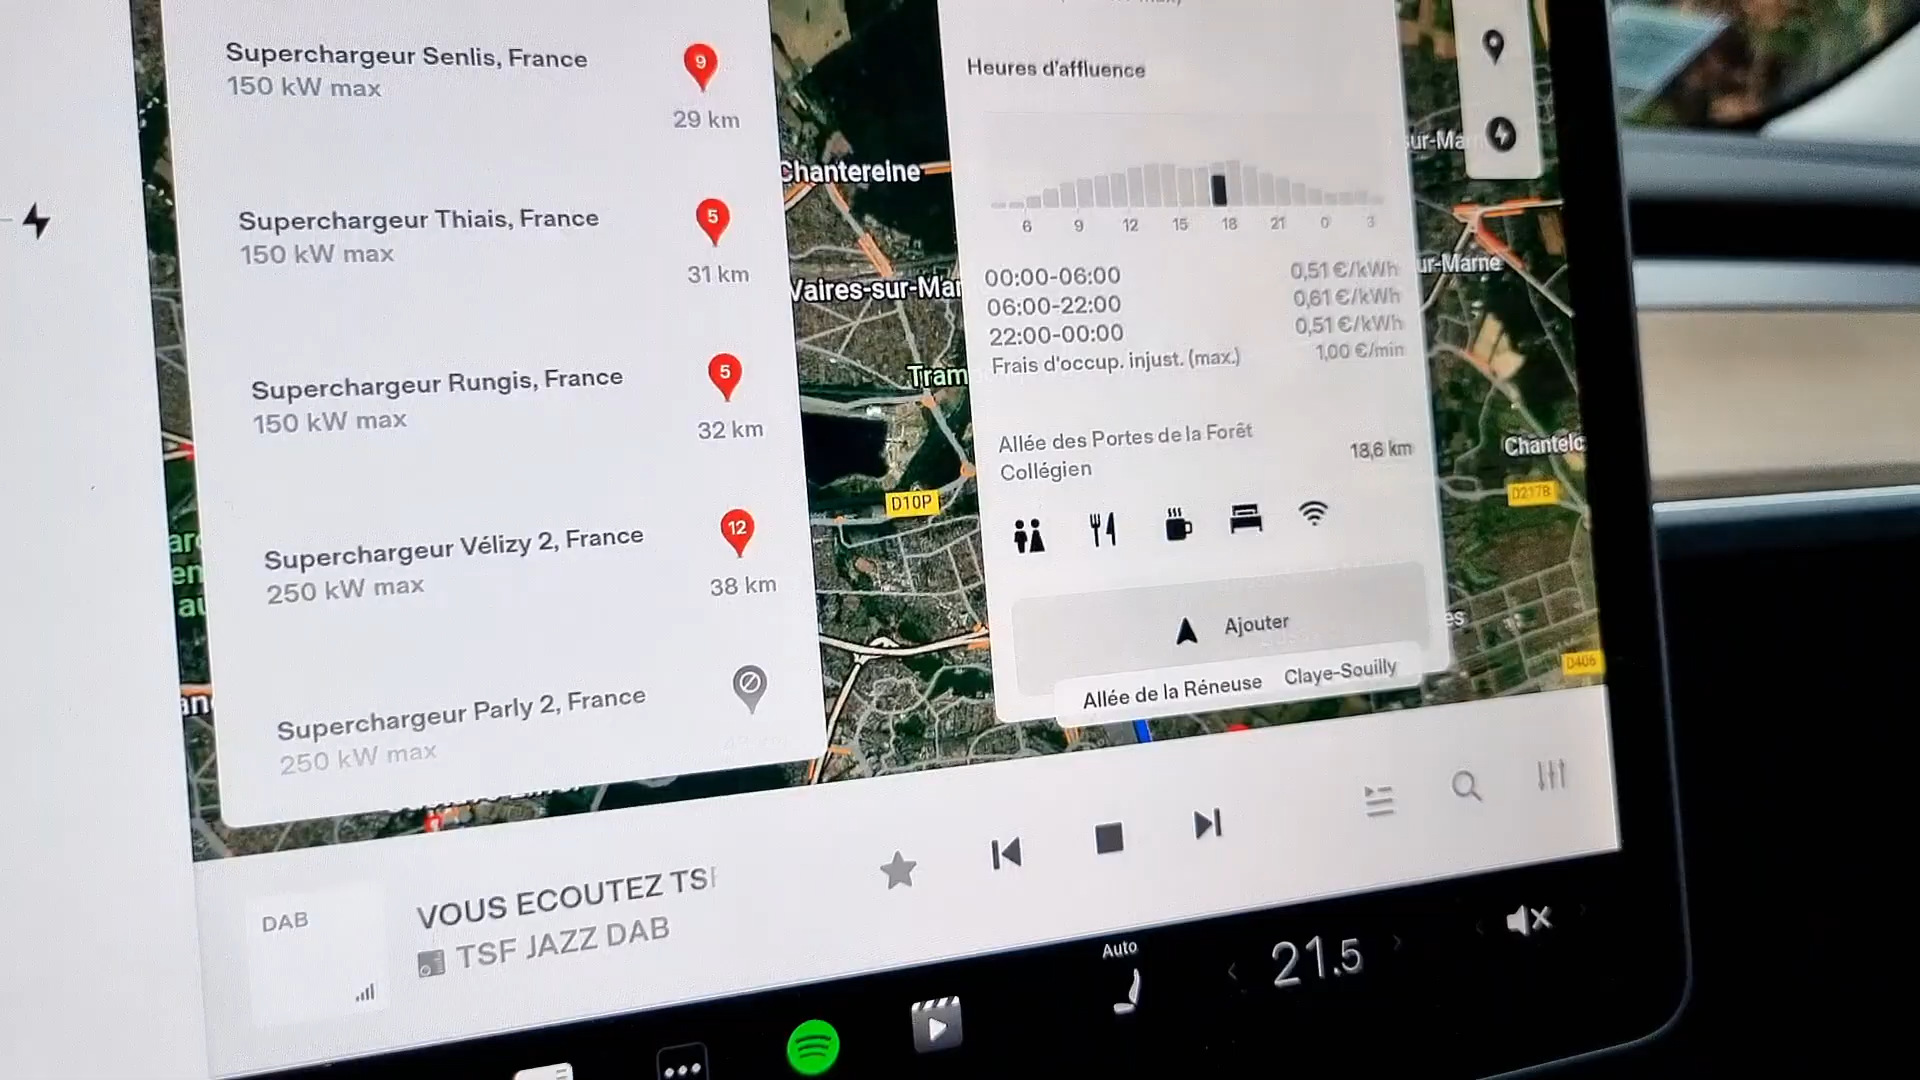 Superchargeur Senlis, France
150 kW max
9
29 km
Superchargeur Thiais, France
150 kW max
5
31 km
Superchargeur Rungis, France
150 kW max
5
32 km
Superchargeur Vélizy 2, France
250 kW max
12
38 km
Superchargeur Parly 2, France
250 kW max
Chantereine
Vaires-sur-Mar
Tram
D10P
Heures d'affluence
6 9 12 15 18 21 0 3
00:00-06:00 0,51 €/kWh
06:00-22:00 0,61 €/kWh
22:00-00:00 0,51 €/kWh
Frais d'occup. injust. (max.) 1,00 €/min
Allée des Portes de la Forêt
Collégien
18,6 km
Ajouter
Allée de la Réneuse Claye-Souilly
ur-Mar
ur-Marne
Chantelo
D217B
es
D406
DAB
VOUS ECOUTEZ TSF
TSF JAZZ DAB
Auto
21.5